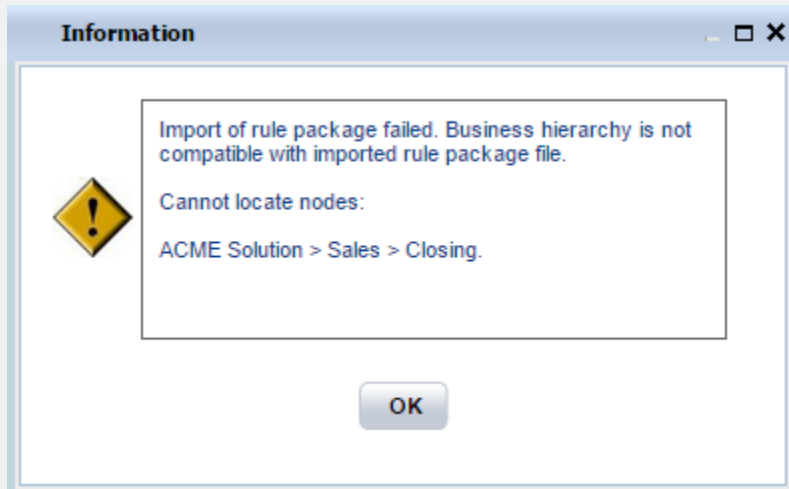 Information
Import of rule package failed. Business hierarchy is not
compatible with imported rule package file.
Cannot locate nodes:
ACME Solution > Sales > Closing.
OK